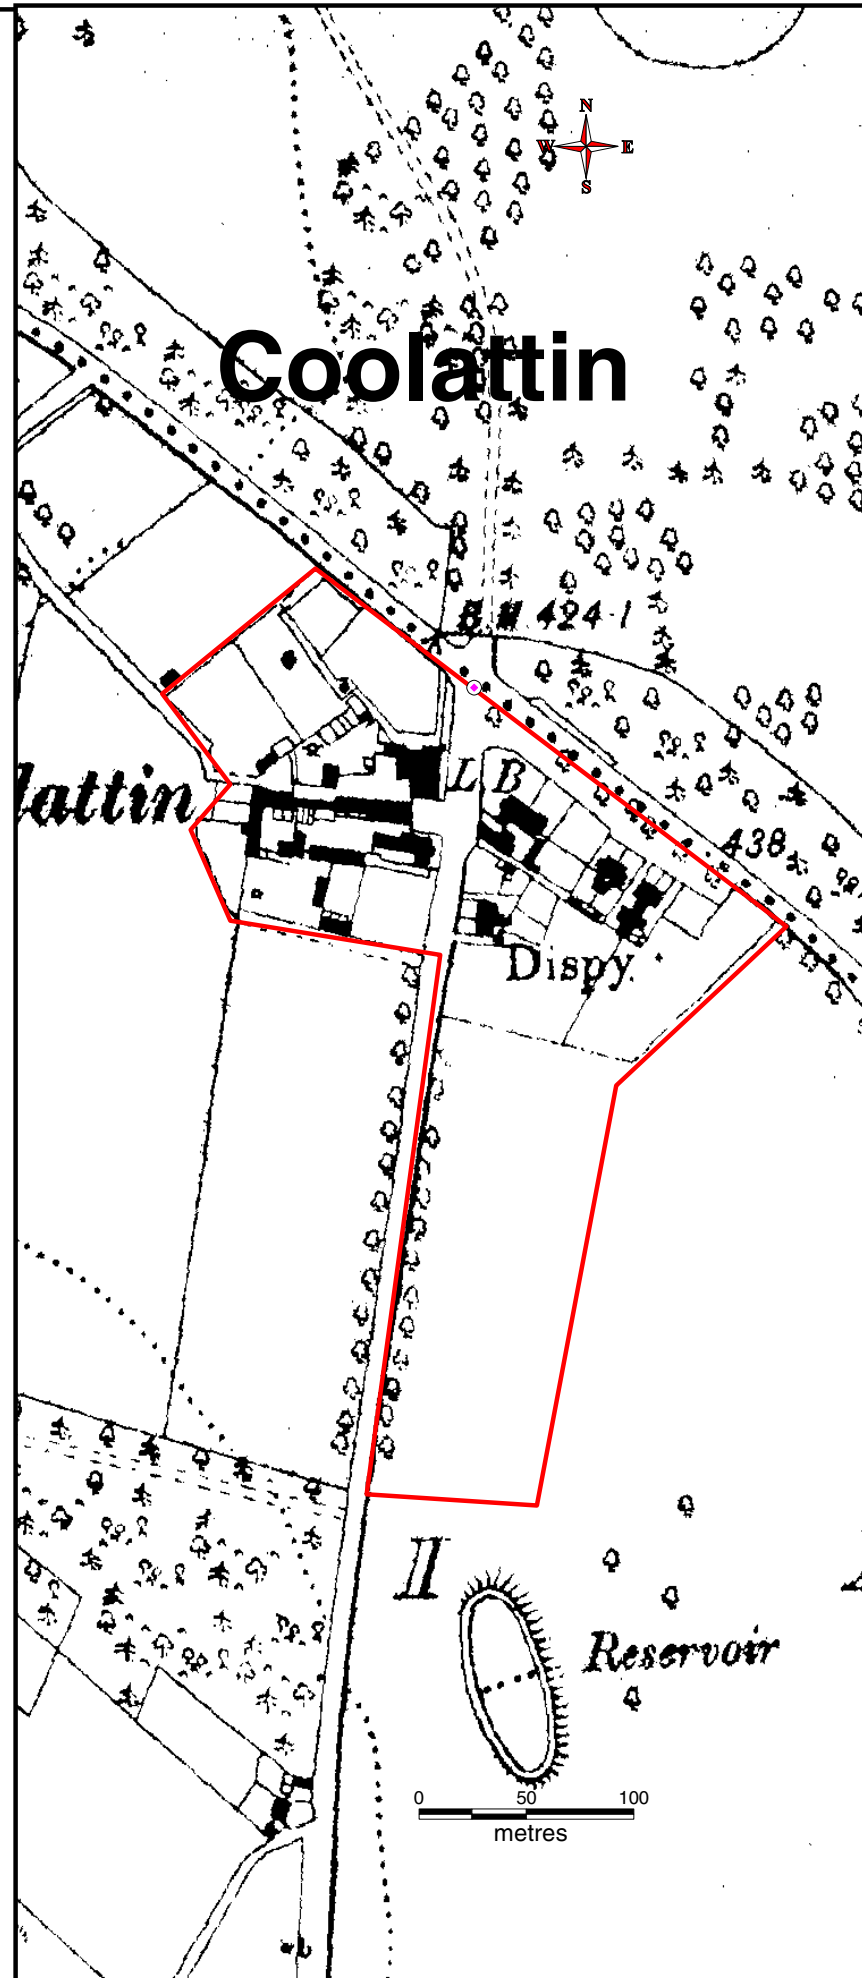 N
W E
S
Coolattin
B.M. 424.1
lattin
L B
438
Dispy.
II
Reservoir
0 50 100
metres